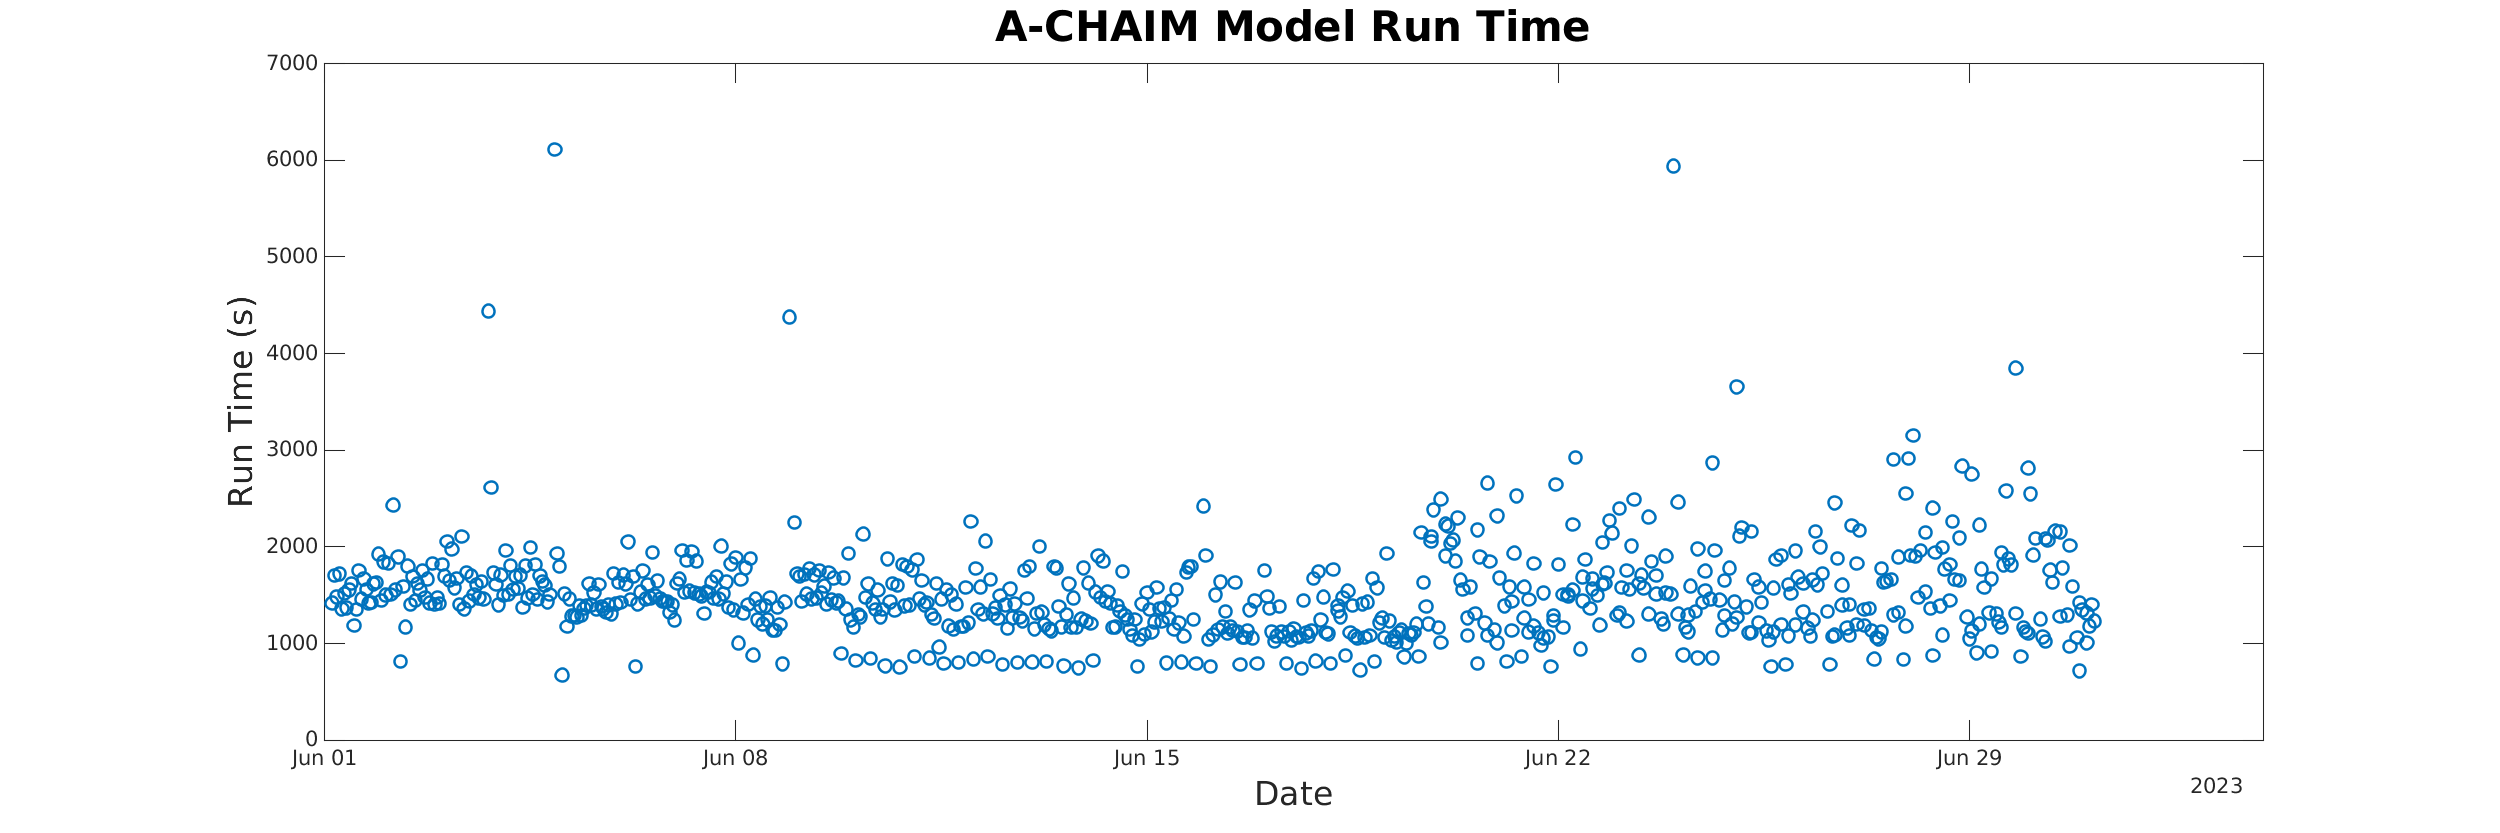 A-CHAIM Model Run Time
7000
6000
5000
4000
3000
2000
1000
0
Run Time (s)
Jun 01
Jun 08
Jun 15
Jun 22
Jun 29
Date
2023